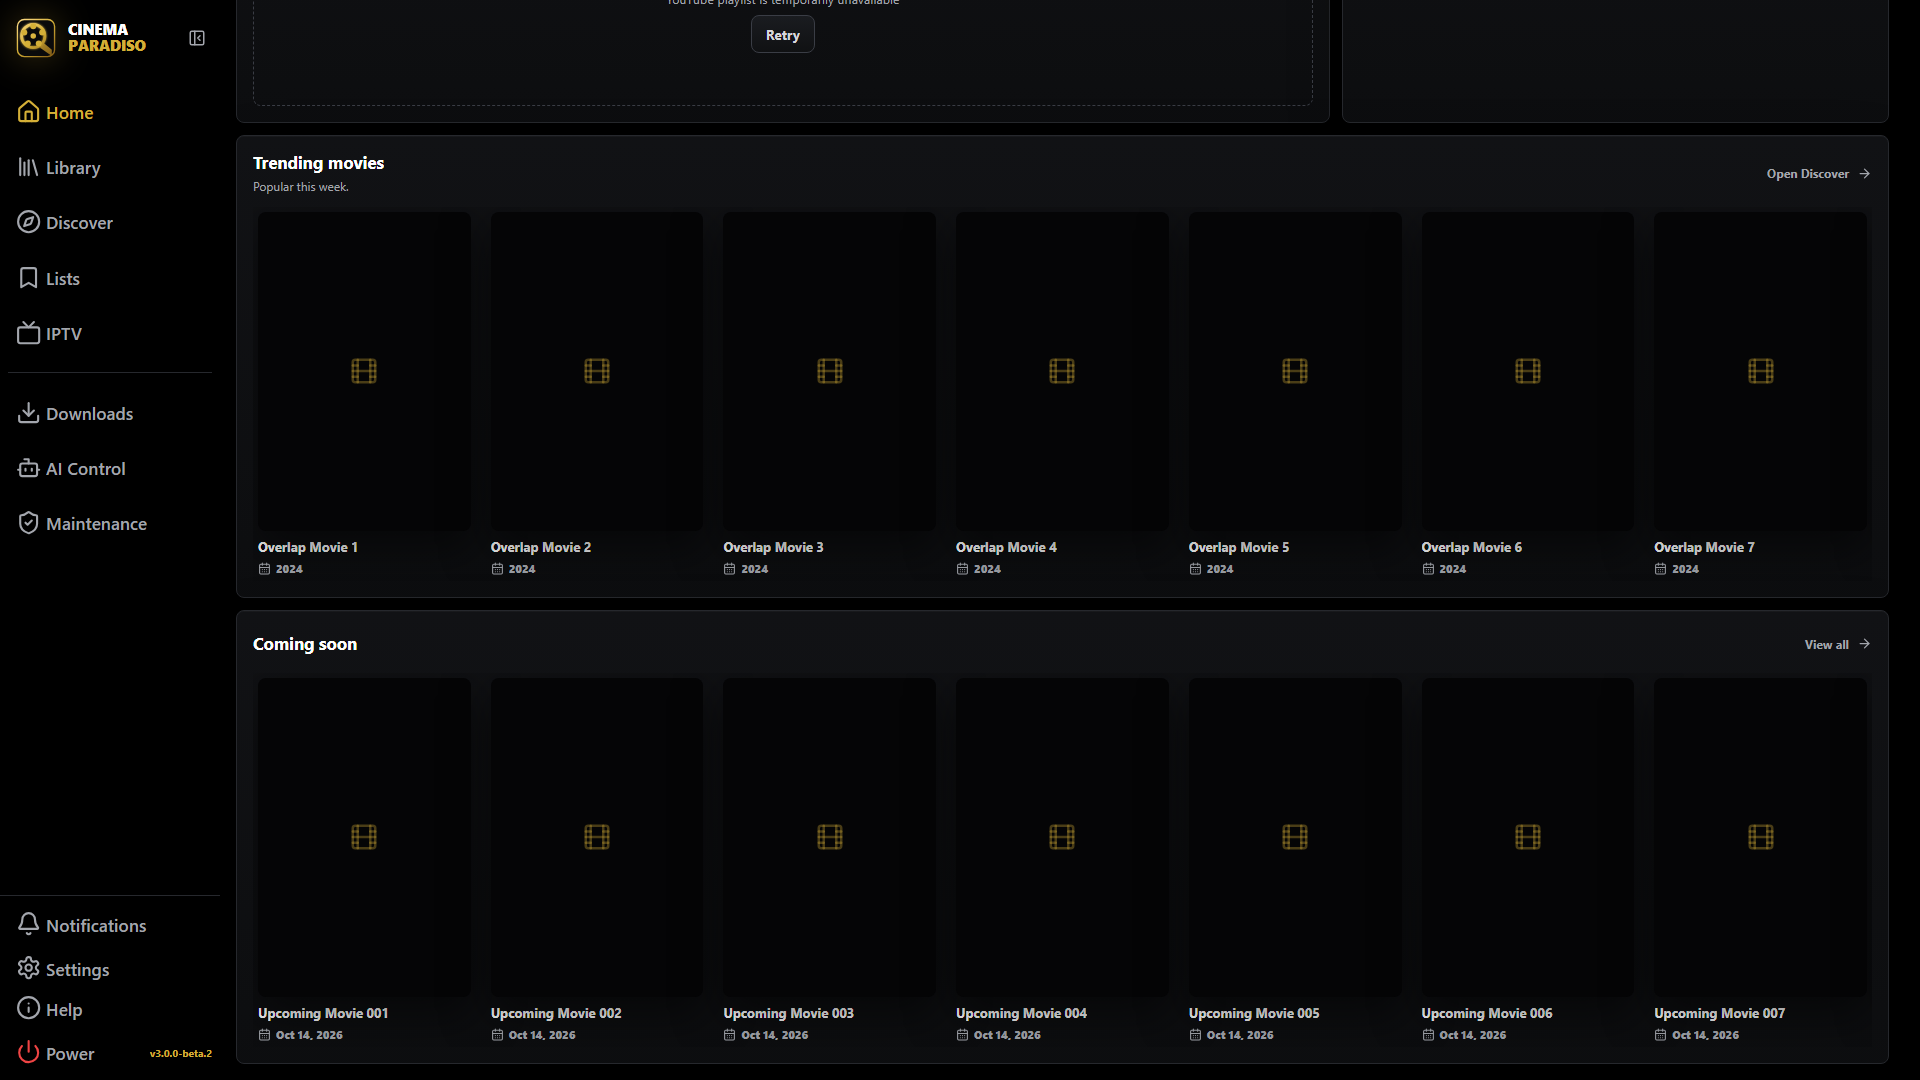 CINEMA
PARADISO
Home
Library
Discover
Lists
IPTV
Downloads
AI Control
Maintenance
Notifications
Settings
Help
Power
v3.0.0-beta.2
YouTube playlist is temporarily unavailable
Retry
Trending movies
Popular this week.
Open Discover
Overlap Movie 1
2024
Overlap Movie 2
2024
Overlap Movie 3
2024
Overlap Movie 4
2024
Overlap Movie 5
2024
Overlap Movie 6
2024
Overlap Movie 7
2024
Coming soon
View all
Upcoming Movie 001
Oct 14, 2026
Upcoming Movie 002
Oct 14, 2026
Upcoming Movie 003
Oct 14, 2026
Upcoming Movie 004
Oct 14, 2026
Upcoming Movie 005
Oct 14, 2026
Upcoming Movie 006
Oct 14, 2026
Upcoming Movie 007
Oct 14, 2026